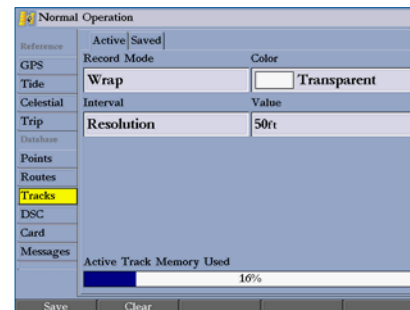 Normal Operation
Reference
GPS
Tide
Celestial
Trip
Database
Points
Routes
Tracks
DSC
Card
Messages
Active Saved
Record Mode Color
Wrap Transparent
Interval Value
Resolution 50ft
Active Track Memory Used
16%
Save Clear